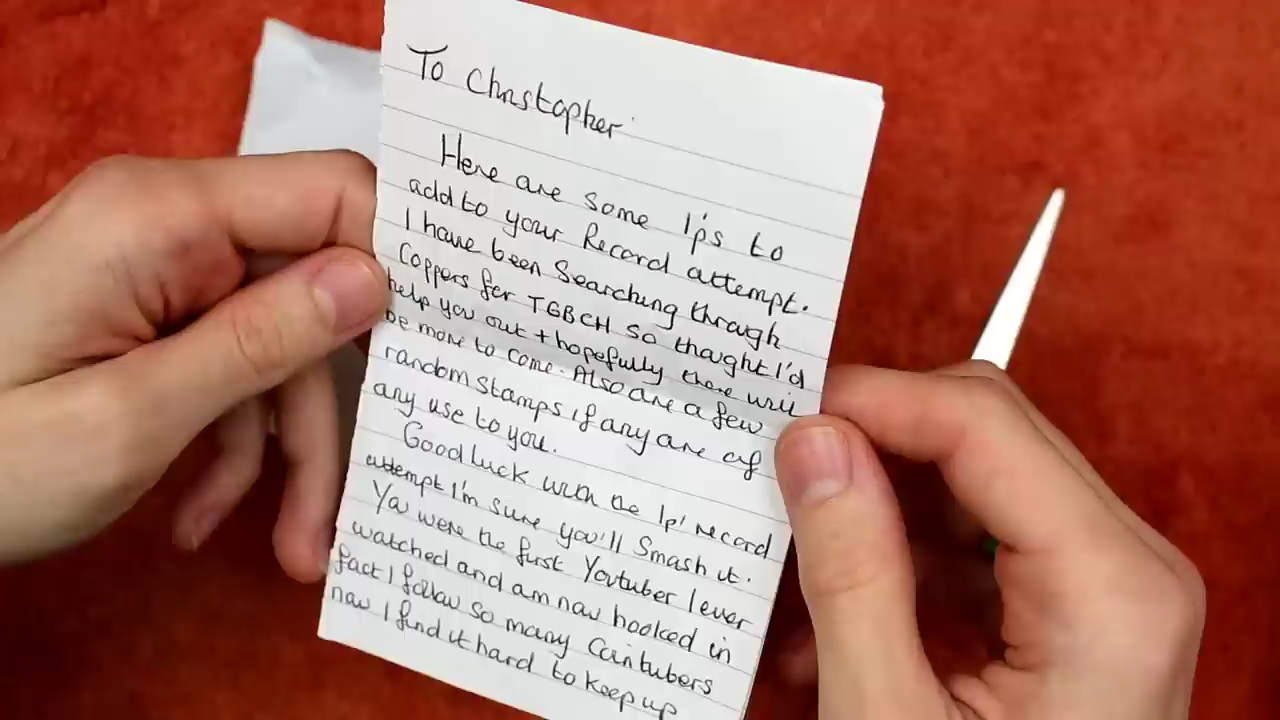 To Christopher
Here are some 1p's to
add to your Record attempt.
I have been Searching through
Coppers for TGBCH so thought I'd
help you out + hopefully there will
be more to come. Also are a few
random stamps if any are of
any use to you.
Good luck with the 1p' record
attempt I'm sure you'll Smash it.
You were the first Youtuber I ever
watched and am now hooked in
fact I follow so many Cointubers
now I find it hard to keep up